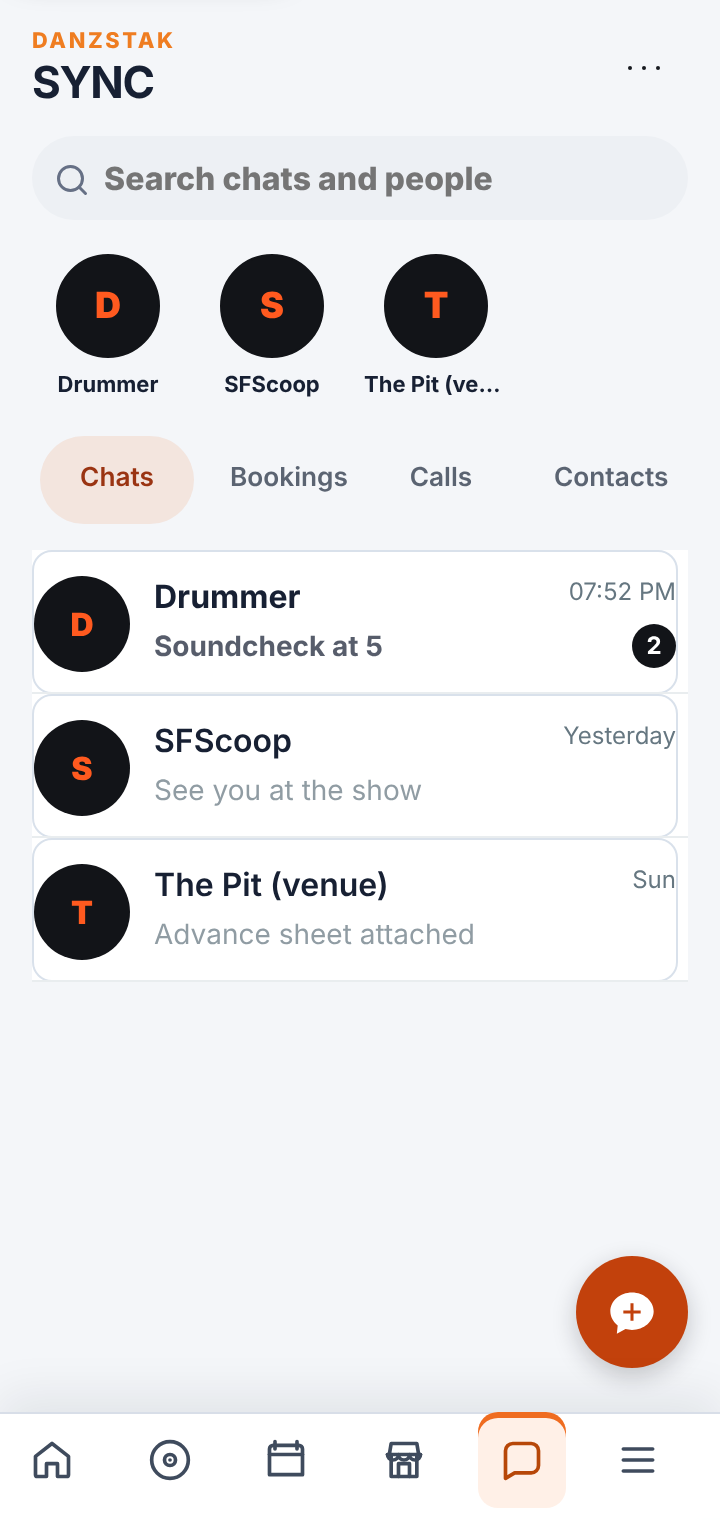 DANZSTAK
SYNC
...
Search chats and people
D
S
T
Drummer
SFScoop
The Pit (ve...
Chats
Bookings
Calls
Contacts
D
Drummer
07:52 PM
Soundcheck at 5
2
S
SFScoop
Yesterday
See you at the show
T
The Pit (venue)
Sun
Advance sheet attached